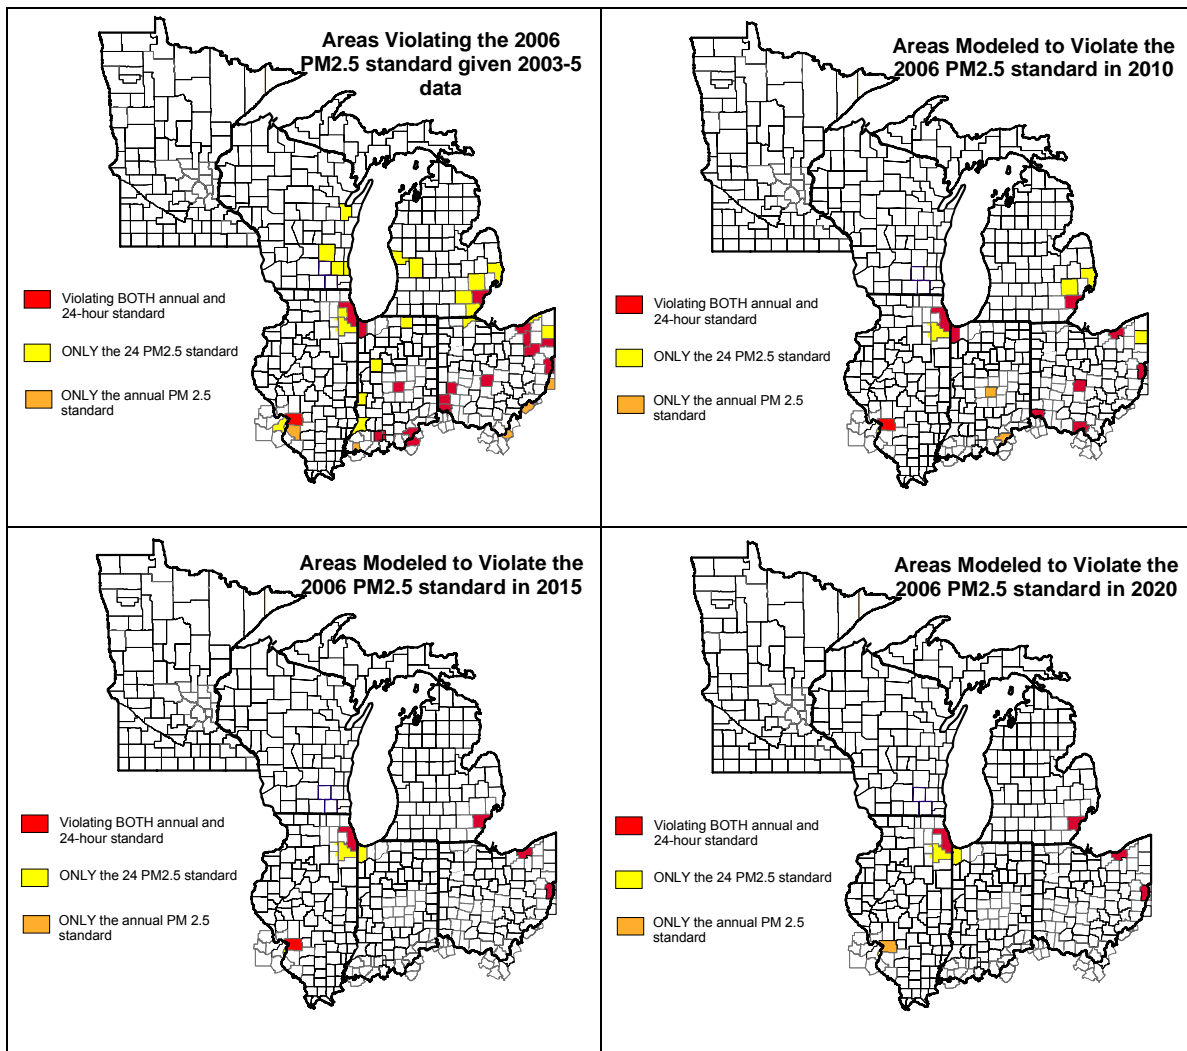 Areas Violating the 2006
PM2.5 standard given 2003-5
data
Violating BOTH annual and
24-hour standard
ONLY the 24 PM2.5 standard
ONLY the annual PM 2.5
standard
Areas Modeled to Violate the
2006 PM2.5 standard in 2010
Violating BOTH annual and
24-hour standard
ONLY the 24 PM2.5 standard
ONLY the annual PM 2.5
standard
Areas Modeled to Violate the
2006 PM2.5 standard in 2015
Violating BOTH annual and
24-hour standard
ONLY the 24 PM2.5 standard
ONLY the annual PM 2.5
standard
Areas Modeled to Violate the
2006 PM2.5 standard in 2020
Violating BOTH annual and
24-hour standard
ONLY the 24 PM2.5 standard
ONLY the annual PM 2.5
standard